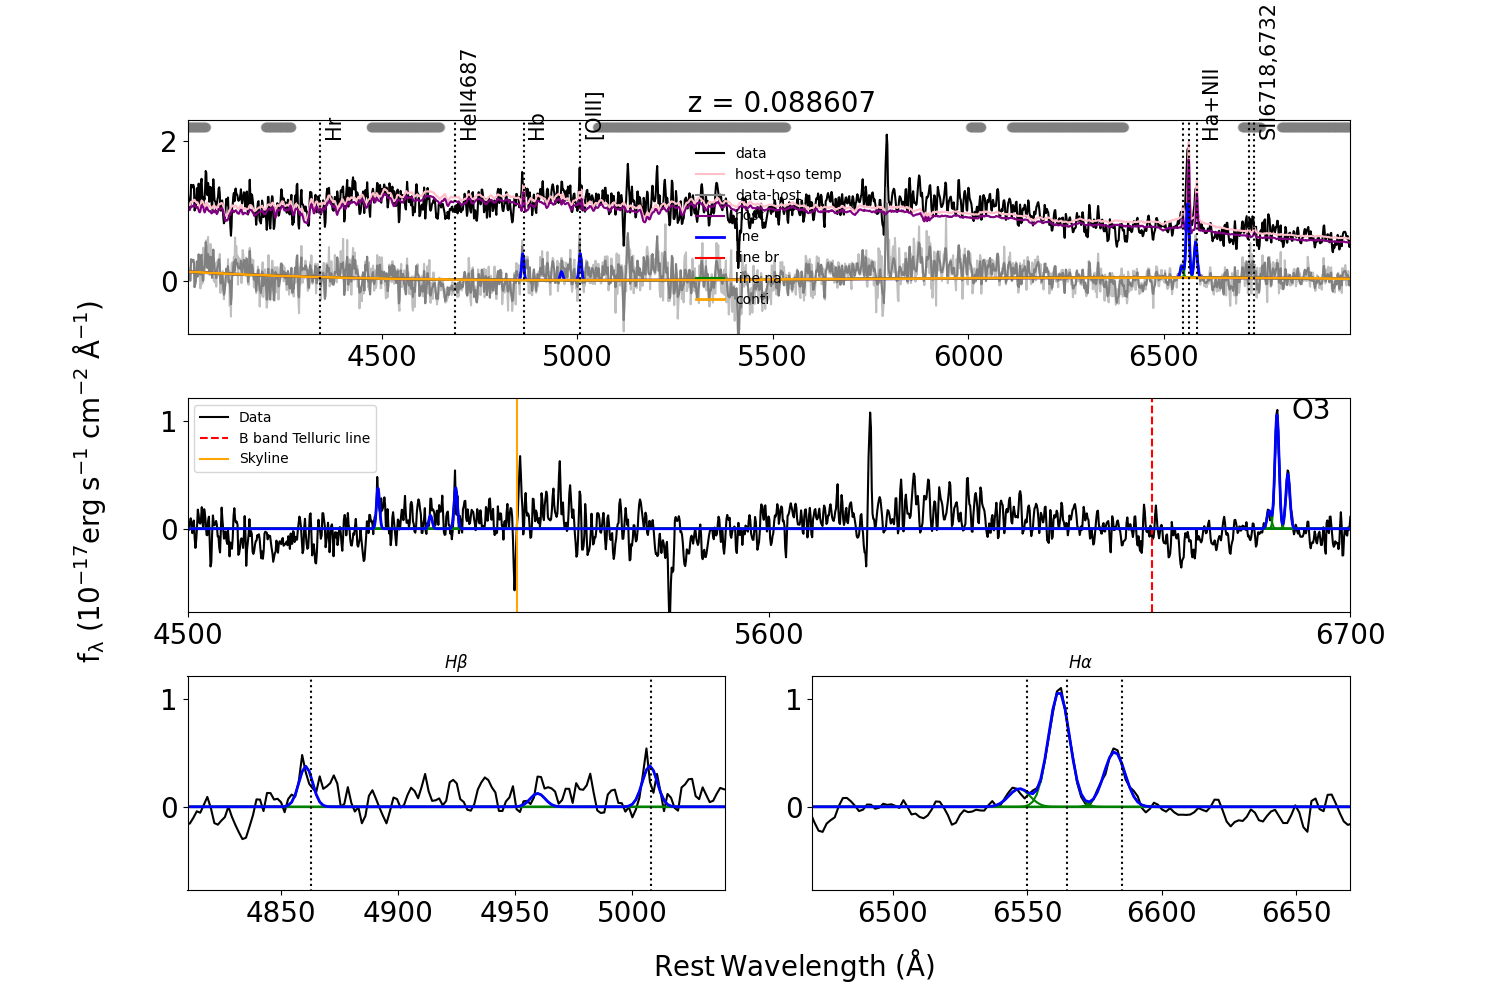 z = 0.088607
Hr
HeII4687
Hb
[OIII]
Ha+NII
SII6718,6732
data
host+qso temp
data-host
host
line
line br
line na
conti
2
0
4500 5000 5500 6000 6500
Data
B band Telluric line
Skyline
O3
1
0
4500 5600 6700
fλ (10⁻¹⁷erg s⁻¹ cm⁻² Å⁻¹)
Hβ
1
0
4850 4900 4950 5000
Hα
1
0
6500 6550 6600 6650
Rest Wavelength (Å)